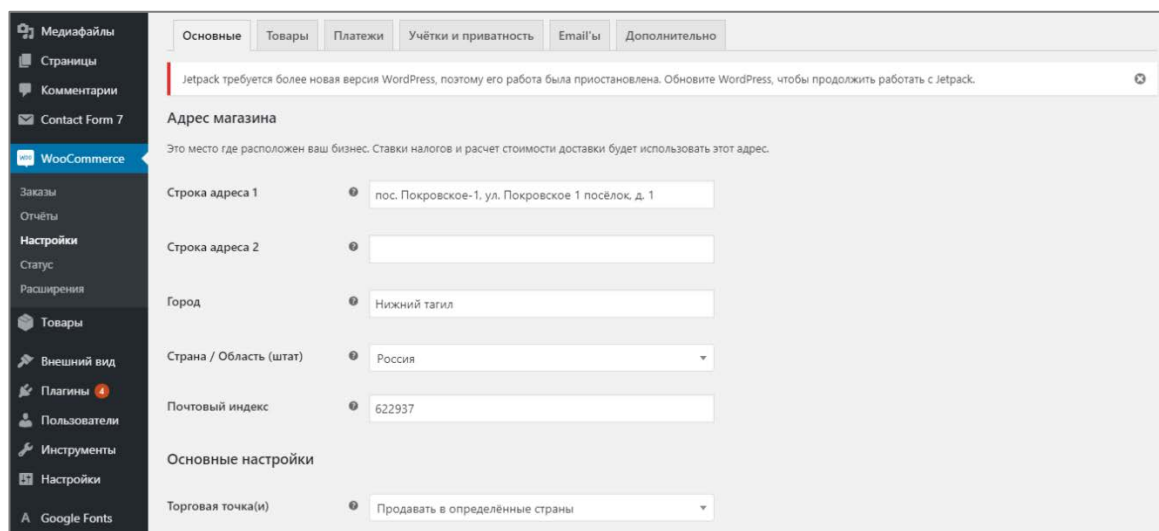 Медиафайлы
Страницы
Комментарии
Contact Form 7
WooCommerce
Заказы
Отчёты
Настройки
Статус
Расширения
Товары
Внешний вид
Плагины 4
Пользователи
Инструменты
Настройки
A Google Fonts
Основные Товары Платежи Учётки и приватность Email'ы Дополнительно
Jetpack требуется более новая версия WordPress, поэтому его работа была приостановлена. Обновите WordPress, чтобы продолжить работать с Jetpack.
Адрес магазина
Это место где расположен ваш бизнес. Ставки налогов и расчет стоимости доставки будет использовать этот адрес.
Строка адреса 1 пос. Покровское-1, ул. Покровское 1 посёлок, д. 1
Строка адреса 2
Город Нижний тагил
Страна / Область (штат) Россия
Почтовый индекс 622937
Основные настройки
Торговая точка(и) Продавать в определённые страны